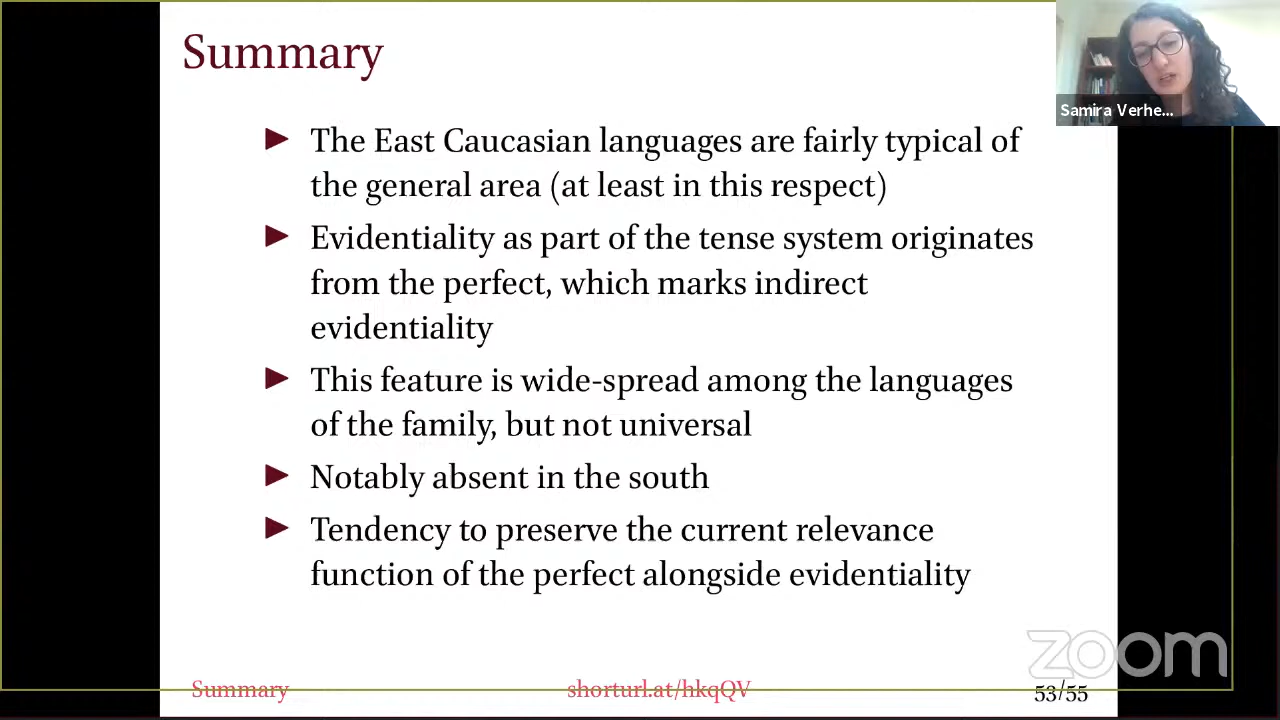 Summary
Samira Verhe...
The East Caucasian languages are fairly typical of
the general area (at least in this respect)
Evidentiality as part of the tense system originates
from the perfect, which marks indirect
evidentiality
This feature is wide-spread among the languages
of the family, but not universal
Notably absent in the south
Tendency to preserve the current relevance
function of the perfect alongside evidentiality
zoom
Summary
shorturl.at/hkqQV
53/55